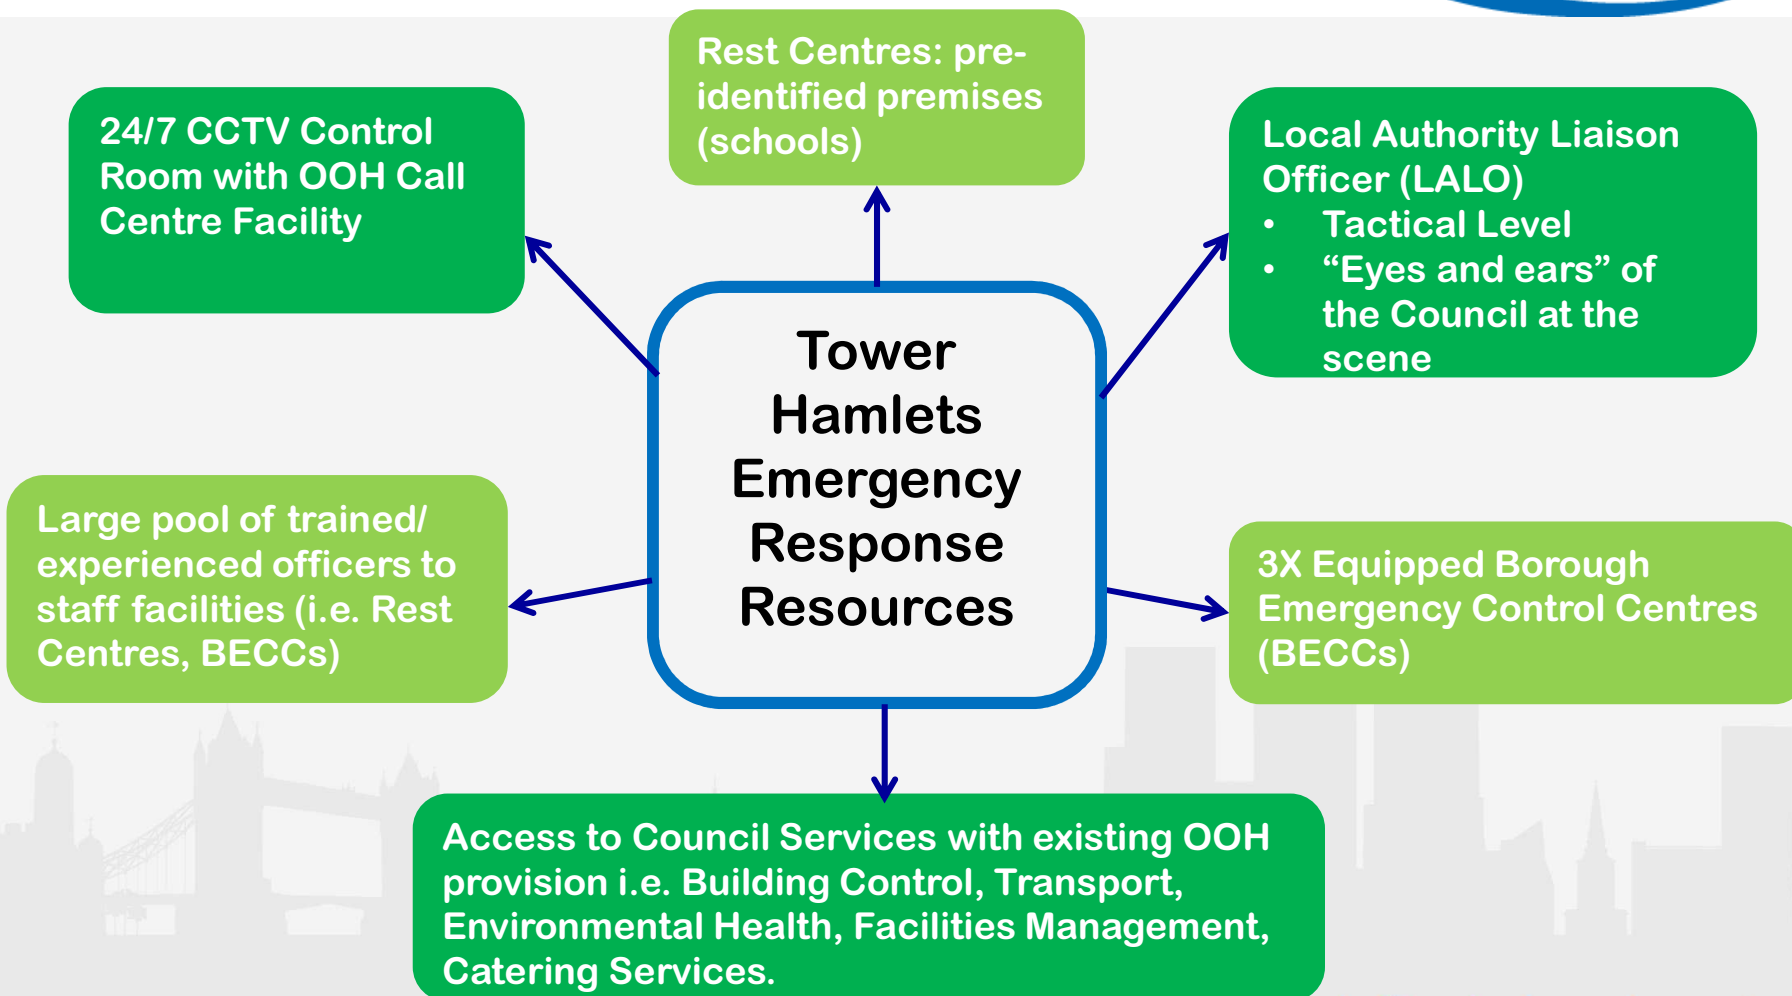 Rest Centres: pre-
identified premises
(schools)
24/7 CCTV Control
Room with OOH Call
Centre Facility
Local Authority Liaison
Officer (LALO)
• Tactical Level
• “Eyes and ears” of
the Council at the
scene
Tower
Hamlets
Emergency
Response
Resources
Large pool of trained/
experienced officers to
staff facilities (i.e. Rest
Centres, BECCs)
3X Equipped Borough
Emergency Control Centres
(BECCs)
Access to Council Services with existing OOH
provision i.e. Building Control, Transport,
Environmental Health, Facilities Management,
Catering Services.